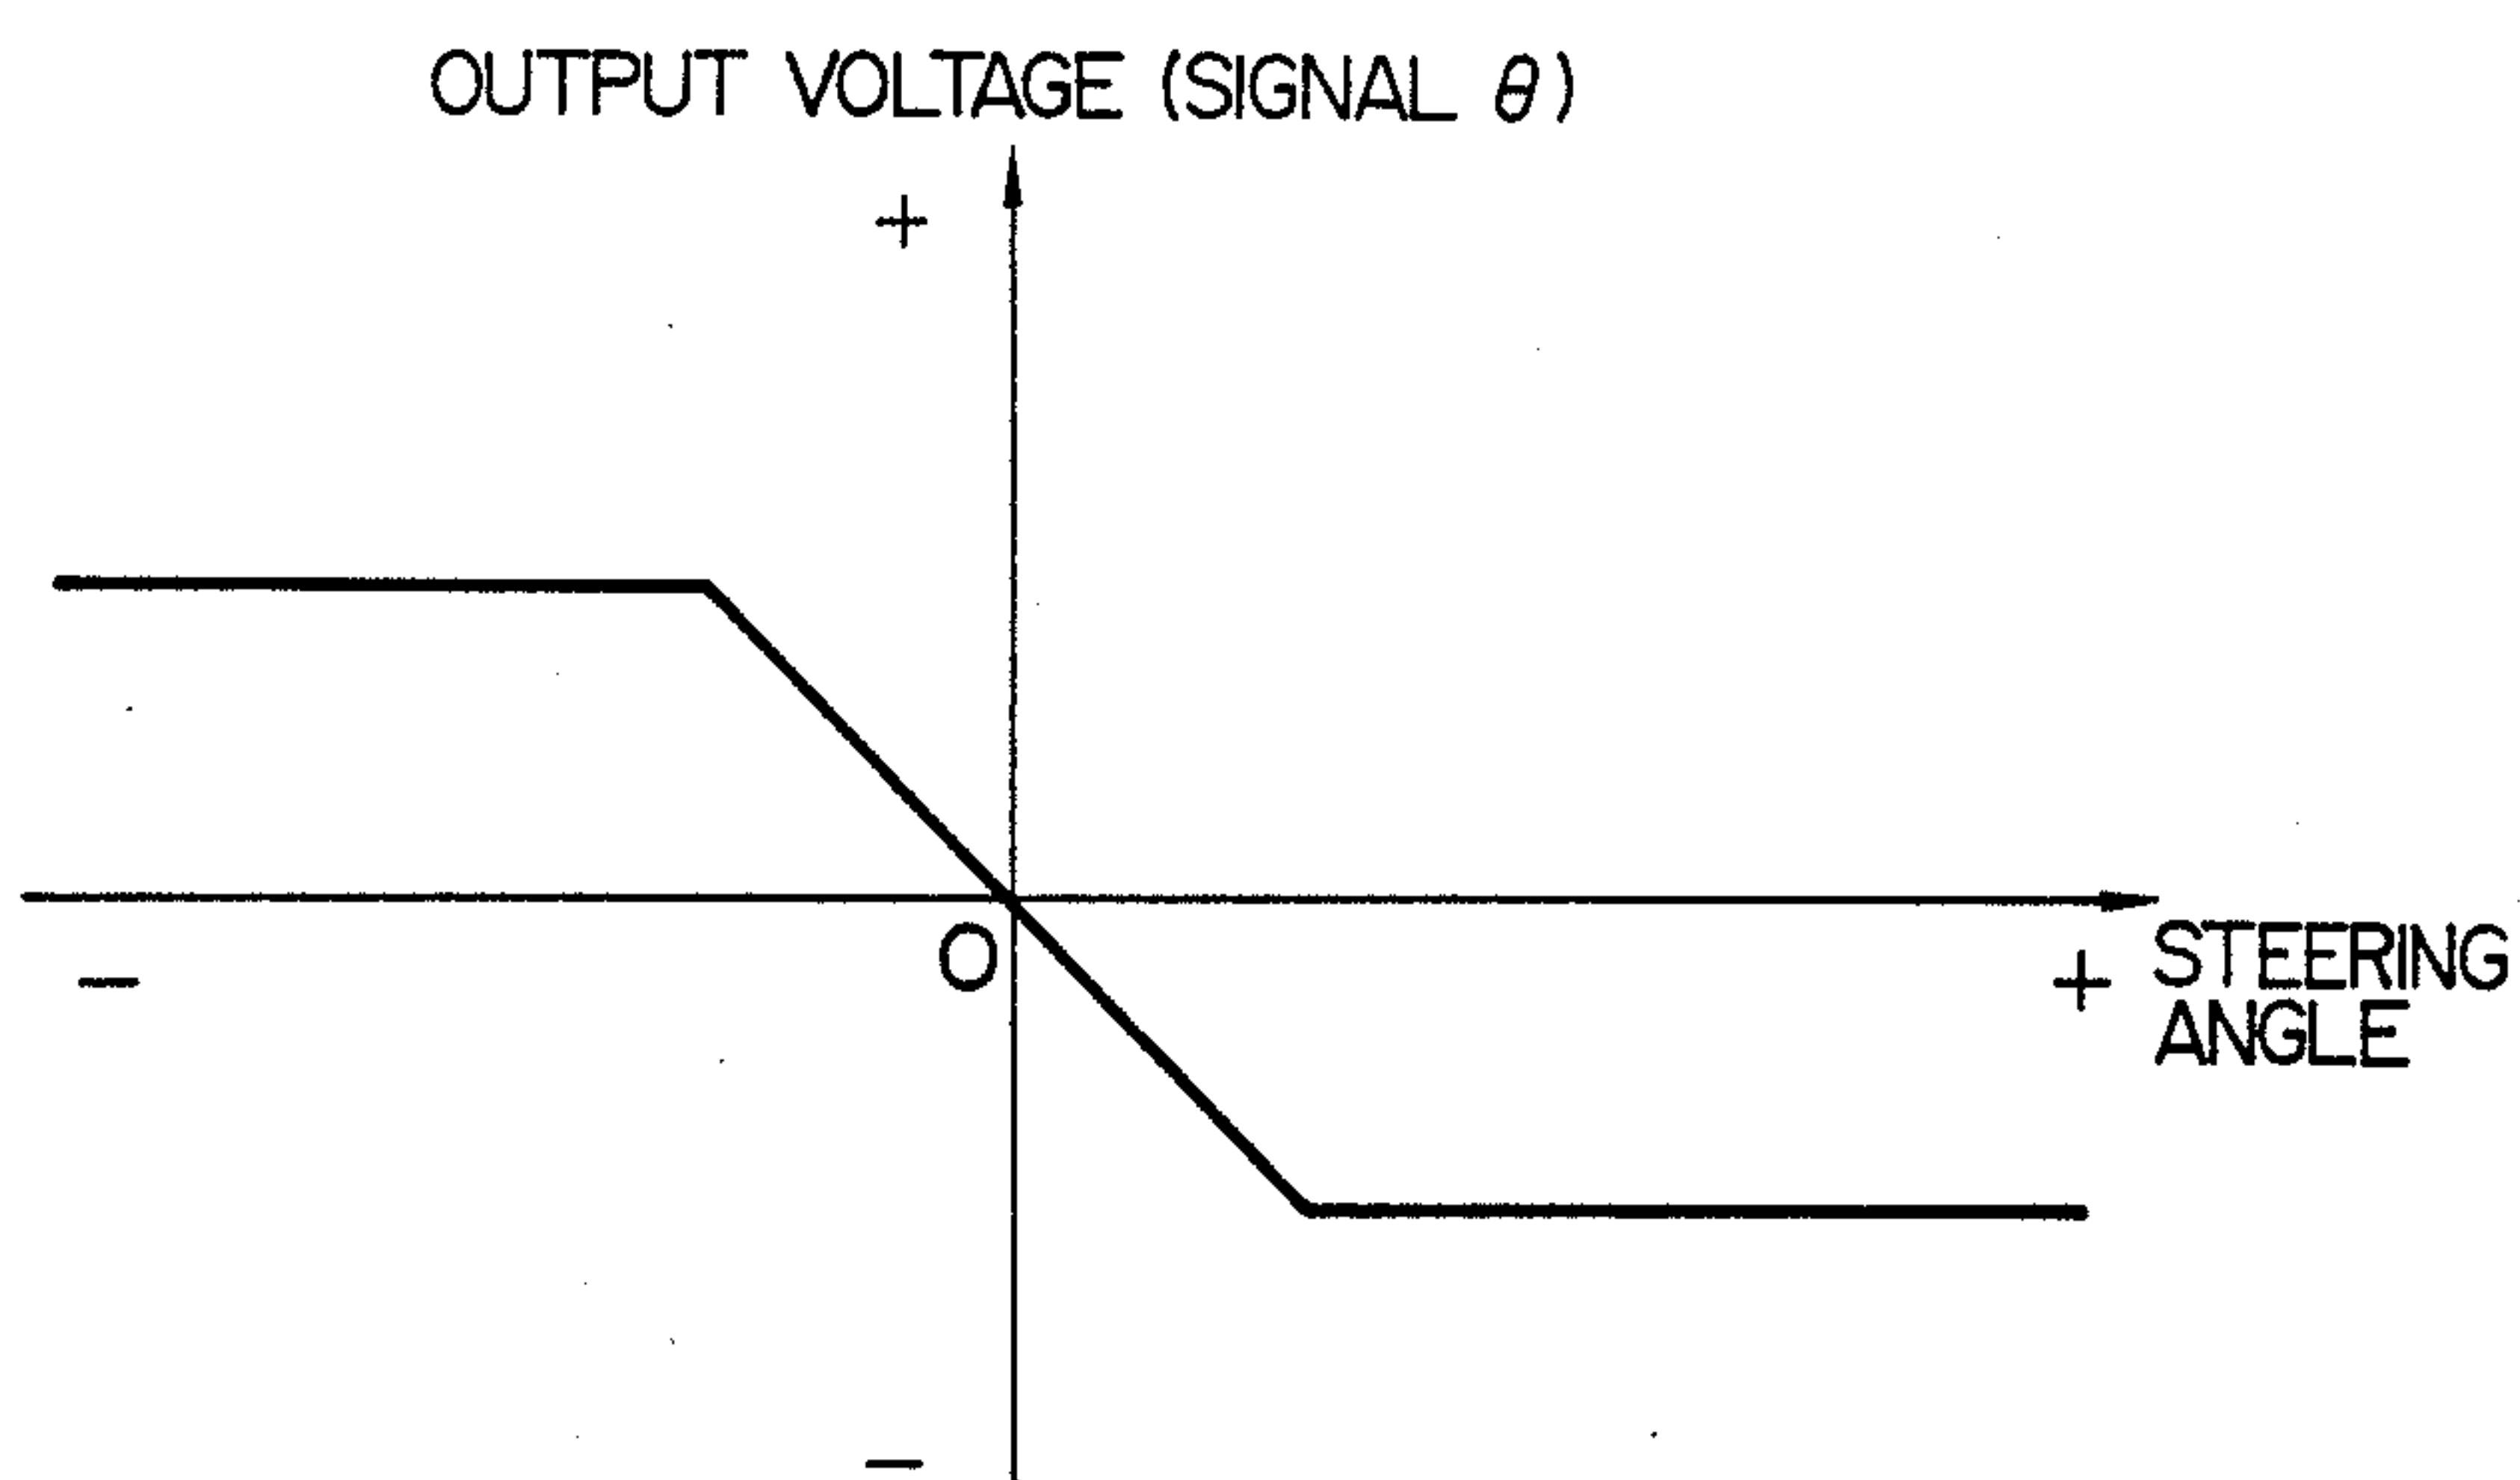 OUTPUT VOLTAGE (SIGNAL θ)
+
O
− + STEERING
ANGLE
−